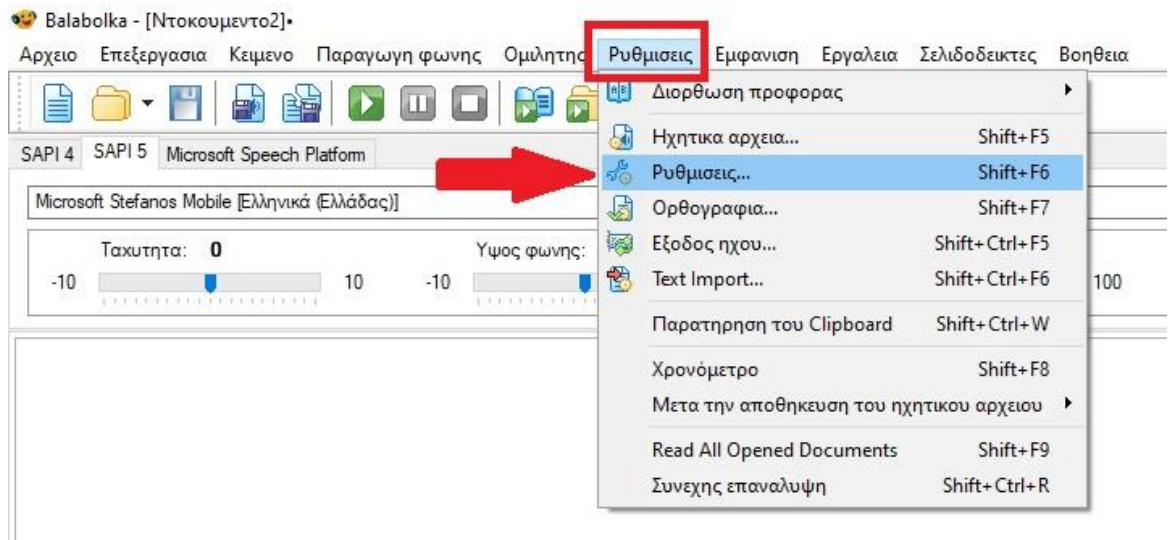 Balabolka - [Ντοκουμεντο2]•
Αρχειο Επεξεργασια Κειμενο Παραγωγη φωνης Ομιλητης Ρυθμισεις Εμφανιση Εργαλεια Σελιδοδεικτες Βοηθεια
Διορθωση προφορας
SAPI 4 SAPI 5 Microsoft Speech Platform
Ηχητικα αρχεια... Shift+F5
Ρυθμισεις... Shift+F6
Microsoft Stefanos Mobile [Ελληνικά (Ελλάδας)]
Ορθογραφια... Shift+F7
Ταχυτητα: 0 Υψος φωνης:
Εξοδος ηχου... Shift+Ctrl+F5
-10 10 -10 100
Text Import... Shift+Ctrl+F6
Παρατηρηση του Clipboard Shift+Ctrl+W
Χρονόμετρο Shift+F8
Μετα την αποθηκευση του ηχητικου αρχειου
Read All Opened Documents Shift+F9
Συνεχης επαναλυψη Shift+Ctrl+R